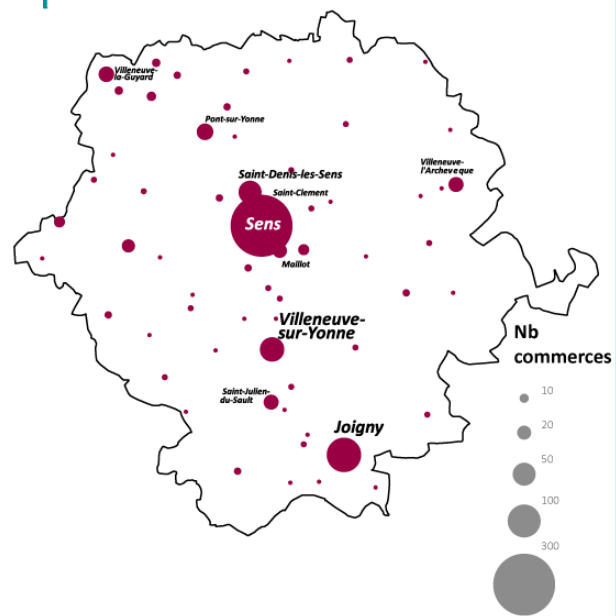 Villeneuve-
la-Guyard
Pont-sur-Yonne
Villeneuve-
l'Archeveque
Saint-Denis-les-Sens
Saint-Clement
Sens
Maillot
Villeneuve-
sur-Yonne
Saint-Julien-
du-Sault
Joigny
Nb
commerces
10
20
50
100
300